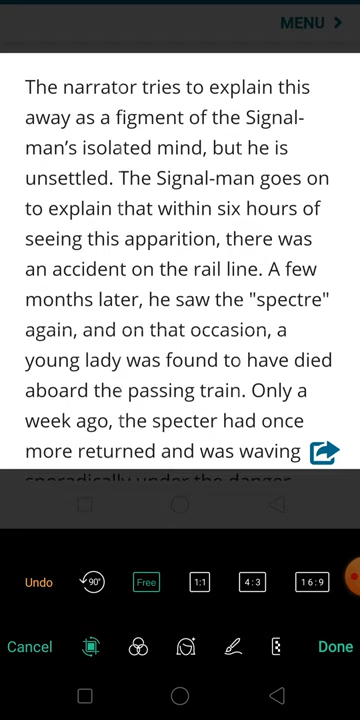 MENU
The narrator tries to explain this
away as a figment of the Signal-
man’s isolated mind, but he is
unsettled. The Signal-man goes on
to explain that within six hours of
seeing this apparition, there was
an accident on the rail line. A few
months later, he saw the "spectre"
again, and on that occasion, a
young lady was found to have died
aboard the passing train. Only a
week ago, the specter had once
more returned and was waving
sporadically under the danger
Undo
90°
Free
1:1
4:3
16:9
Cancel
Done